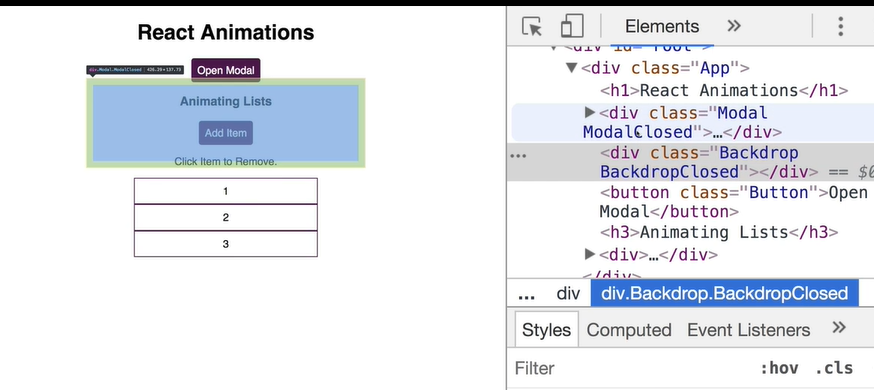 React Animations
div.Modal.ModalClosed | 426.39 × 137.73
Open Modal
Animating Lists
Add Item
Click Item to Remove.
1
2
3
Elements »
<div id="root">
▼<div class="App">
<h1>React Animations</h1>
▶<div class="Modal
ModalClosed">…</div>
... <div class="Backdrop
BackdropClosed"></div> == $0
<button class="Button">Open
Modal</button>
<h3>Animating Lists</h3>
▶<div>…</div>
</div>
... div div.Backdrop.BackdropClosed
Styles Computed Event Listeners »
Filter :hov .cls